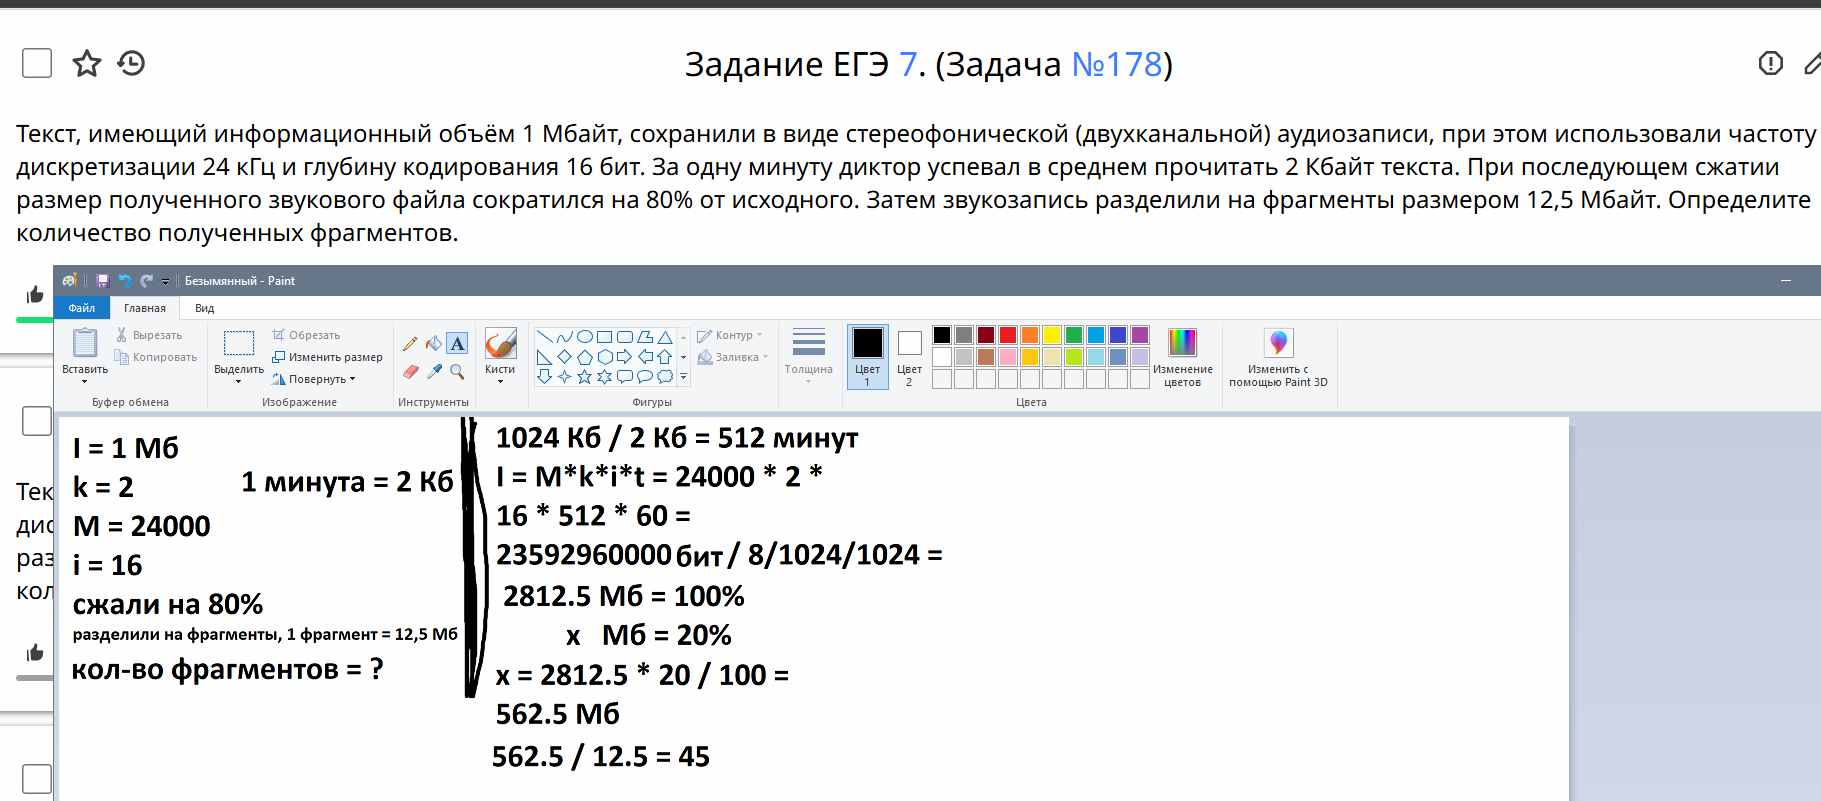 Задание ЕГЭ 7. (Задача №178)
Текст, имеющий информационный объём 1 Мбайт, сохранили в виде стереофонической (двухканальной) аудиозаписи, при этом использовали частоту
дискретизации 24 кГц и глубину кодирования 16 бит. За одну минуту диктор успевал в среднем прочитать 2 Кбайт текста. При последующем сжатии
размер полученного звукового файла сократился на 80% от исходного. Затем звукозапись разделили на фрагменты размером 12,5 Мбайт. Определите
количество полученных фрагментов.
Безымянный - Paint
Файл
Главная
Вид
Вставить
Вырезать
Копировать
Буфер обмена
Выделить
Обрезать
Изменить размер
Повернуть
Изображение
A
Инструменты
Кисти
Контур
Заливка
Фигуры
Толщина
Цвет
1
Цвет
2
Цвета
Изменение
цветов
Изменить с
помощью Paint 3D
Тек
дис
раз
кол
I = 1 Мб
k = 2
1 минута = 2 Кб
M = 24000
i = 16
сжали на 80%
разделили на фрагменты, 1 фрагмент = 12,5 Мб
кол-во фрагментов = ?
1024 Кб / 2 Кб = 512 минут
I = M*k*i*t = 24000 * 2 *
16 * 512 * 60 =
23592960000 бит / 8/1024/1024 =
2812.5 Мб = 100%
x Мб = 20%
x = 2812.5 * 20 / 100 =
562.5 Мб
562.5 / 12.5 = 45